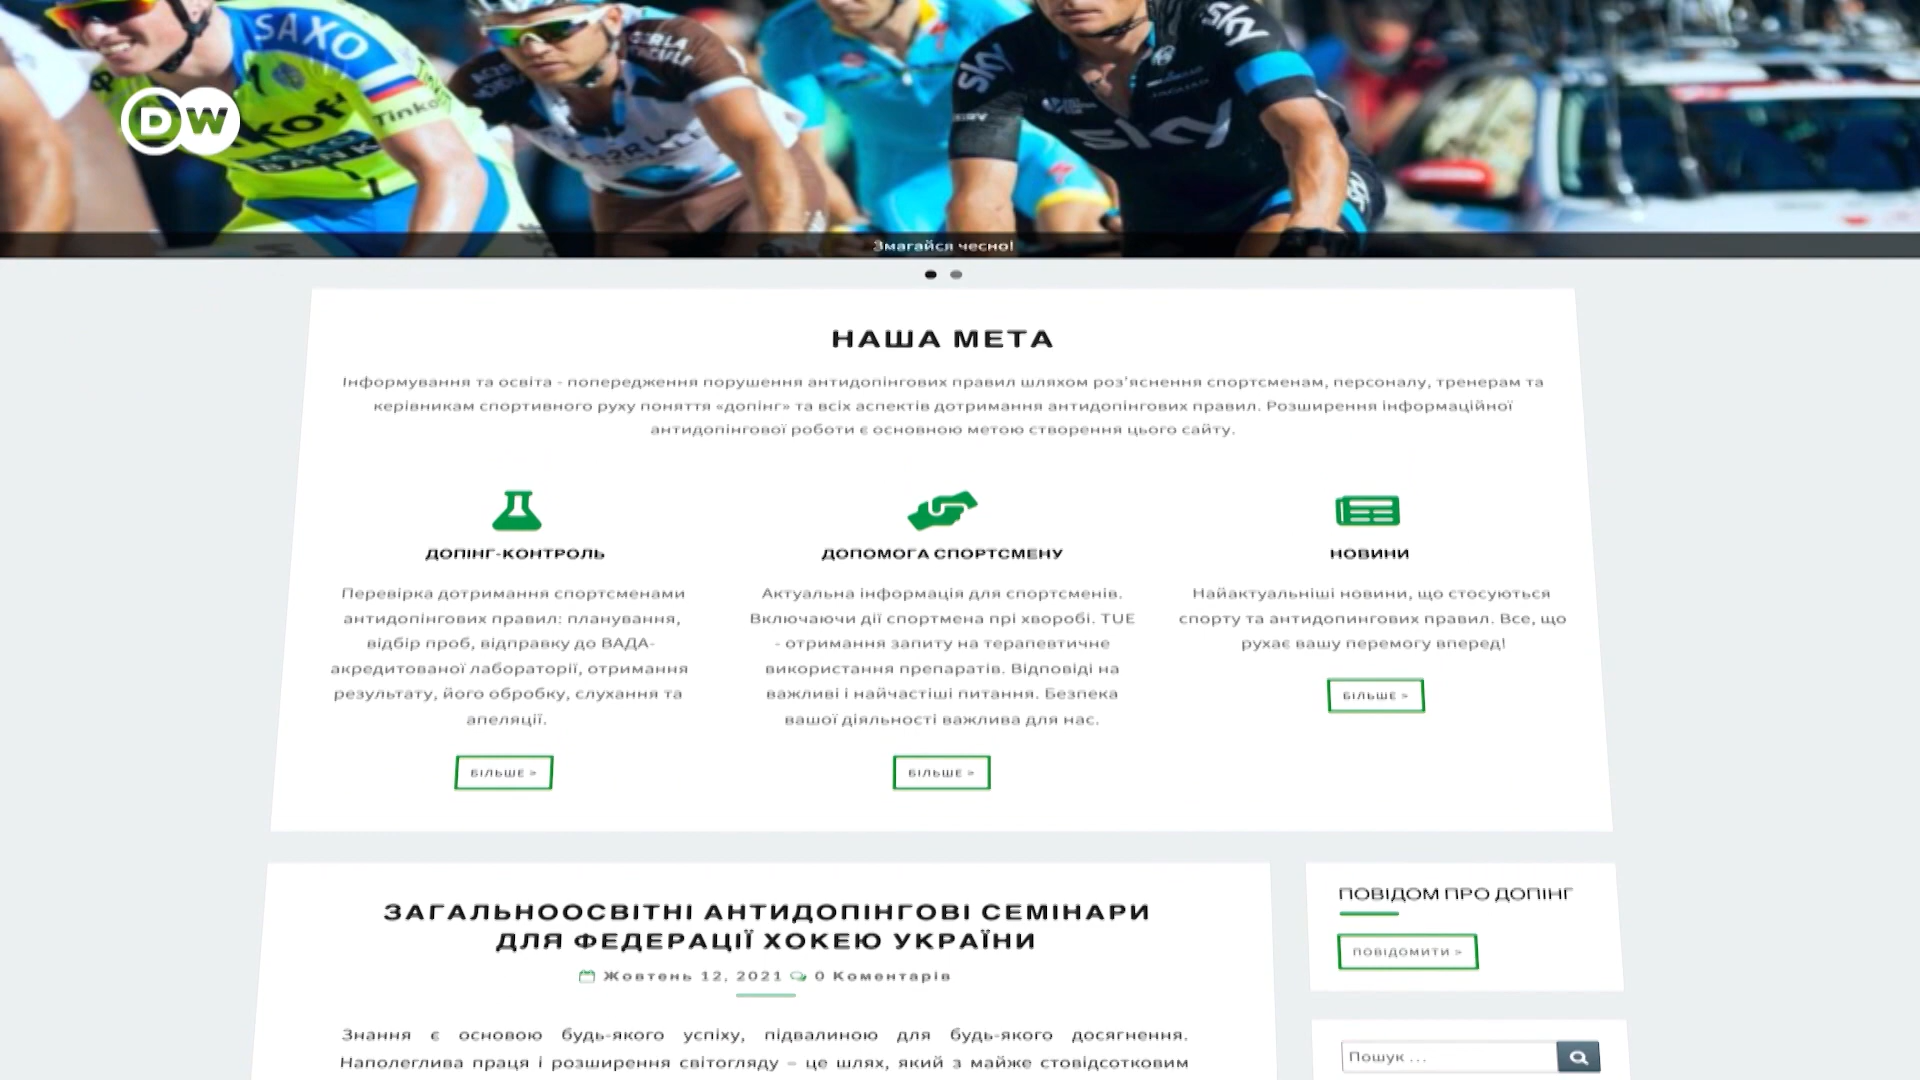 SAXO
Tinkoff
BANK
sky
sky
DW
Змагайся чесно!
НАША МЕТА
Інформування та освіта - попередження порушення антидопінгових правил шляхом роз'яснення спортсменам, персоналу, тренерам та
керівникам спортивного руху поняття «допінг» та всіх аспектів дотримання антидопінгових правил. Розширення інформаційної
антидопінгової роботи є основною метою створення цього сайту.
ДОПІНГ-КОНТРОЛЬ
Перевірка дотримання спортсменами
антидопінгових правил: планування,
відбір проб, відправку до ВАДА-
акредитованої лабораторії, отримання
результату, його обробку, слухання та
апеляції.
БІЛЬШЕ >
ДОПОМОГА СПОРТСМЕНУ
Актуальна інформація для спортсменів.
Включаючи дії спортмена прі хворобі. TUE
- отримання запиту на терапевтичне
використання препаратів. Відповіді на
важливі і найчастіші питання. Безпека
вашої діяльності важлива для нас.
БІЛЬШЕ >
НОВИНИ
Найактуальніші новини, що стосуються
спорту та антидопингових правил. Все, що
рухає вашу перемогу вперед!
БІЛЬШЕ >
ЗАГАЛЬНООСВІТНІ АНТИДОПІНГОВІ СЕМІНАРИ
ДЛЯ ФЕДЕРАЦІЇ ХОКЕЮ УКРАЇНИ
Жовтень 12, 2021 0 Коментарів
Знання є основою будь-якого успіху, підвалиною для будь-якого досягнення.
Наполеглива праця і розширення світогляду – це шлях, який з майже стовідсотковим
ПОВІДОМ ПРО ДОПІНГ
ПОВІДОМИТИ >
Пошук ...